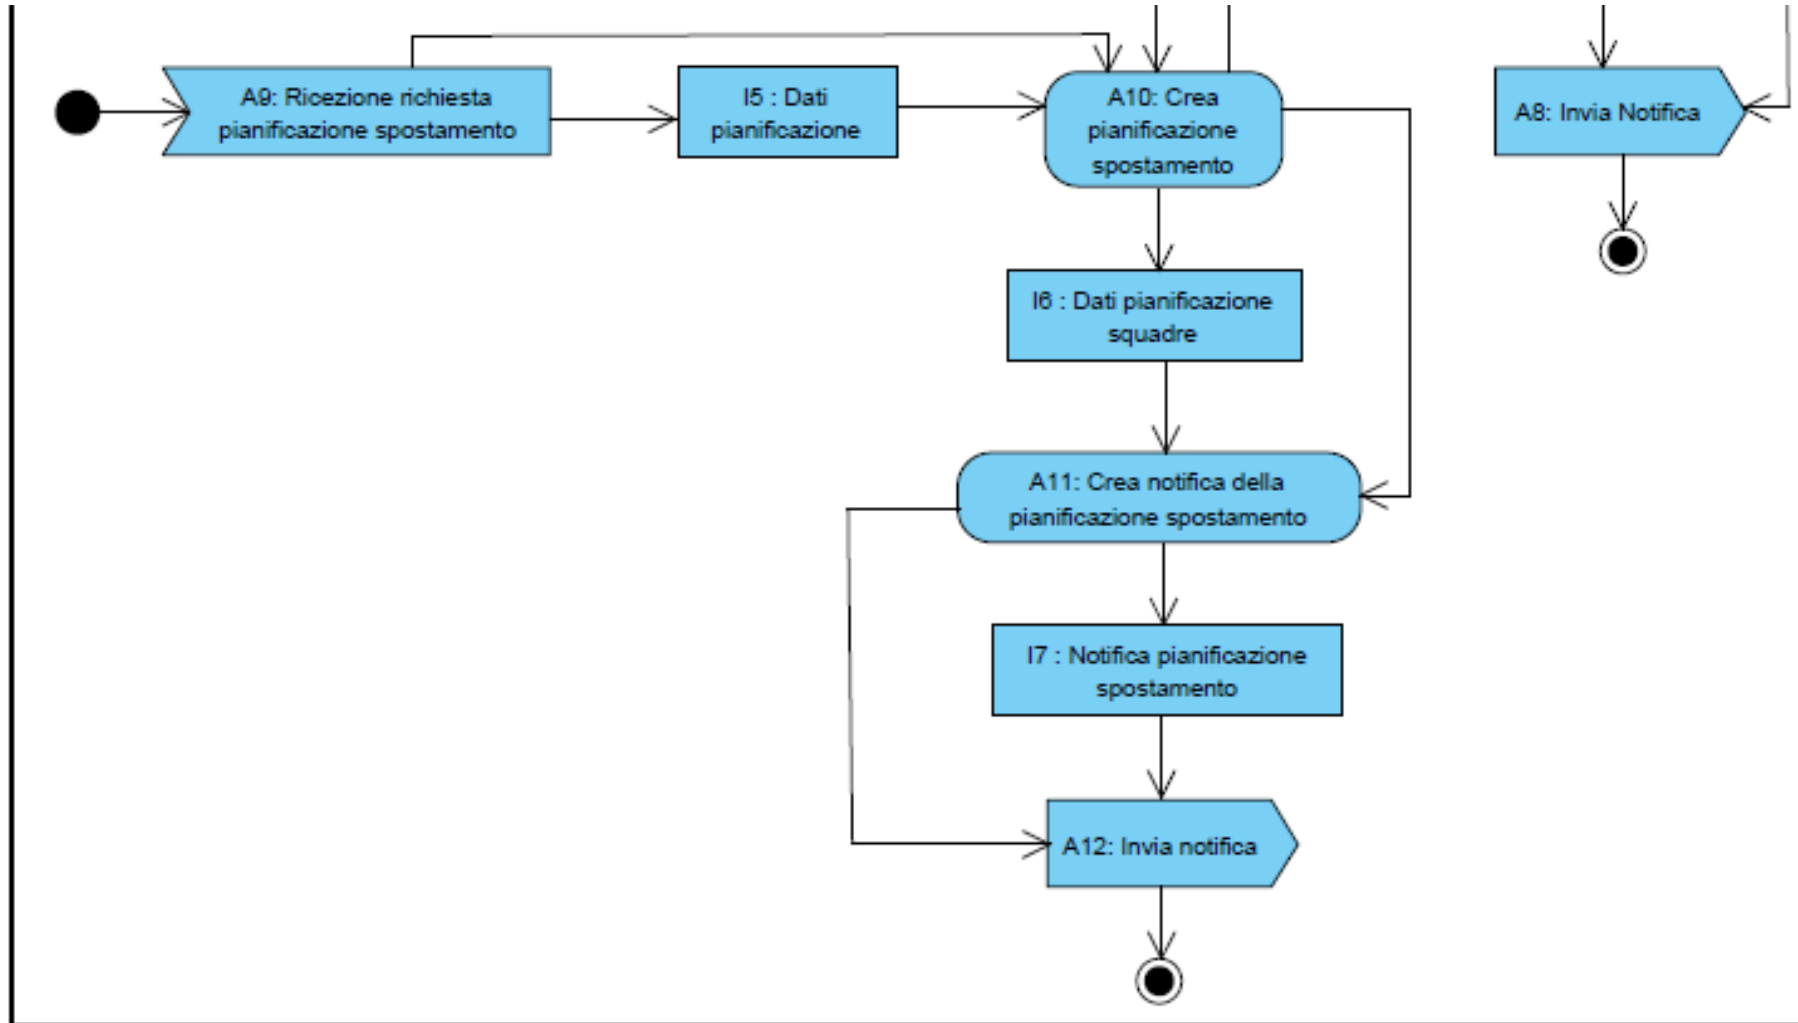 A9: Ricezione richiesta
pianificazione spostamento
I5 : Dati
pianificazione
A10: Crea
pianificazione
spostamento
A8: Invia Notifica
I6 : Dati pianificazione
squadre
A11: Crea notifica della
pianificazione spostamento
I7 : Notifica pianificazione
spostamento
A12: Invia notifica